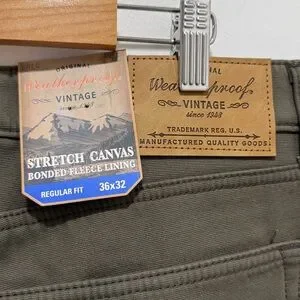 ORIGINAL
Weatherproof
VINTAGE
STRETCH CANVAS
BONDED FLEECE LINING
REGULAR FIT 36x32
Weatherproof
VINTAGE
since 1948
TRADEMARK REG. U.S.
MANUFACTURED QUALITY GOODS